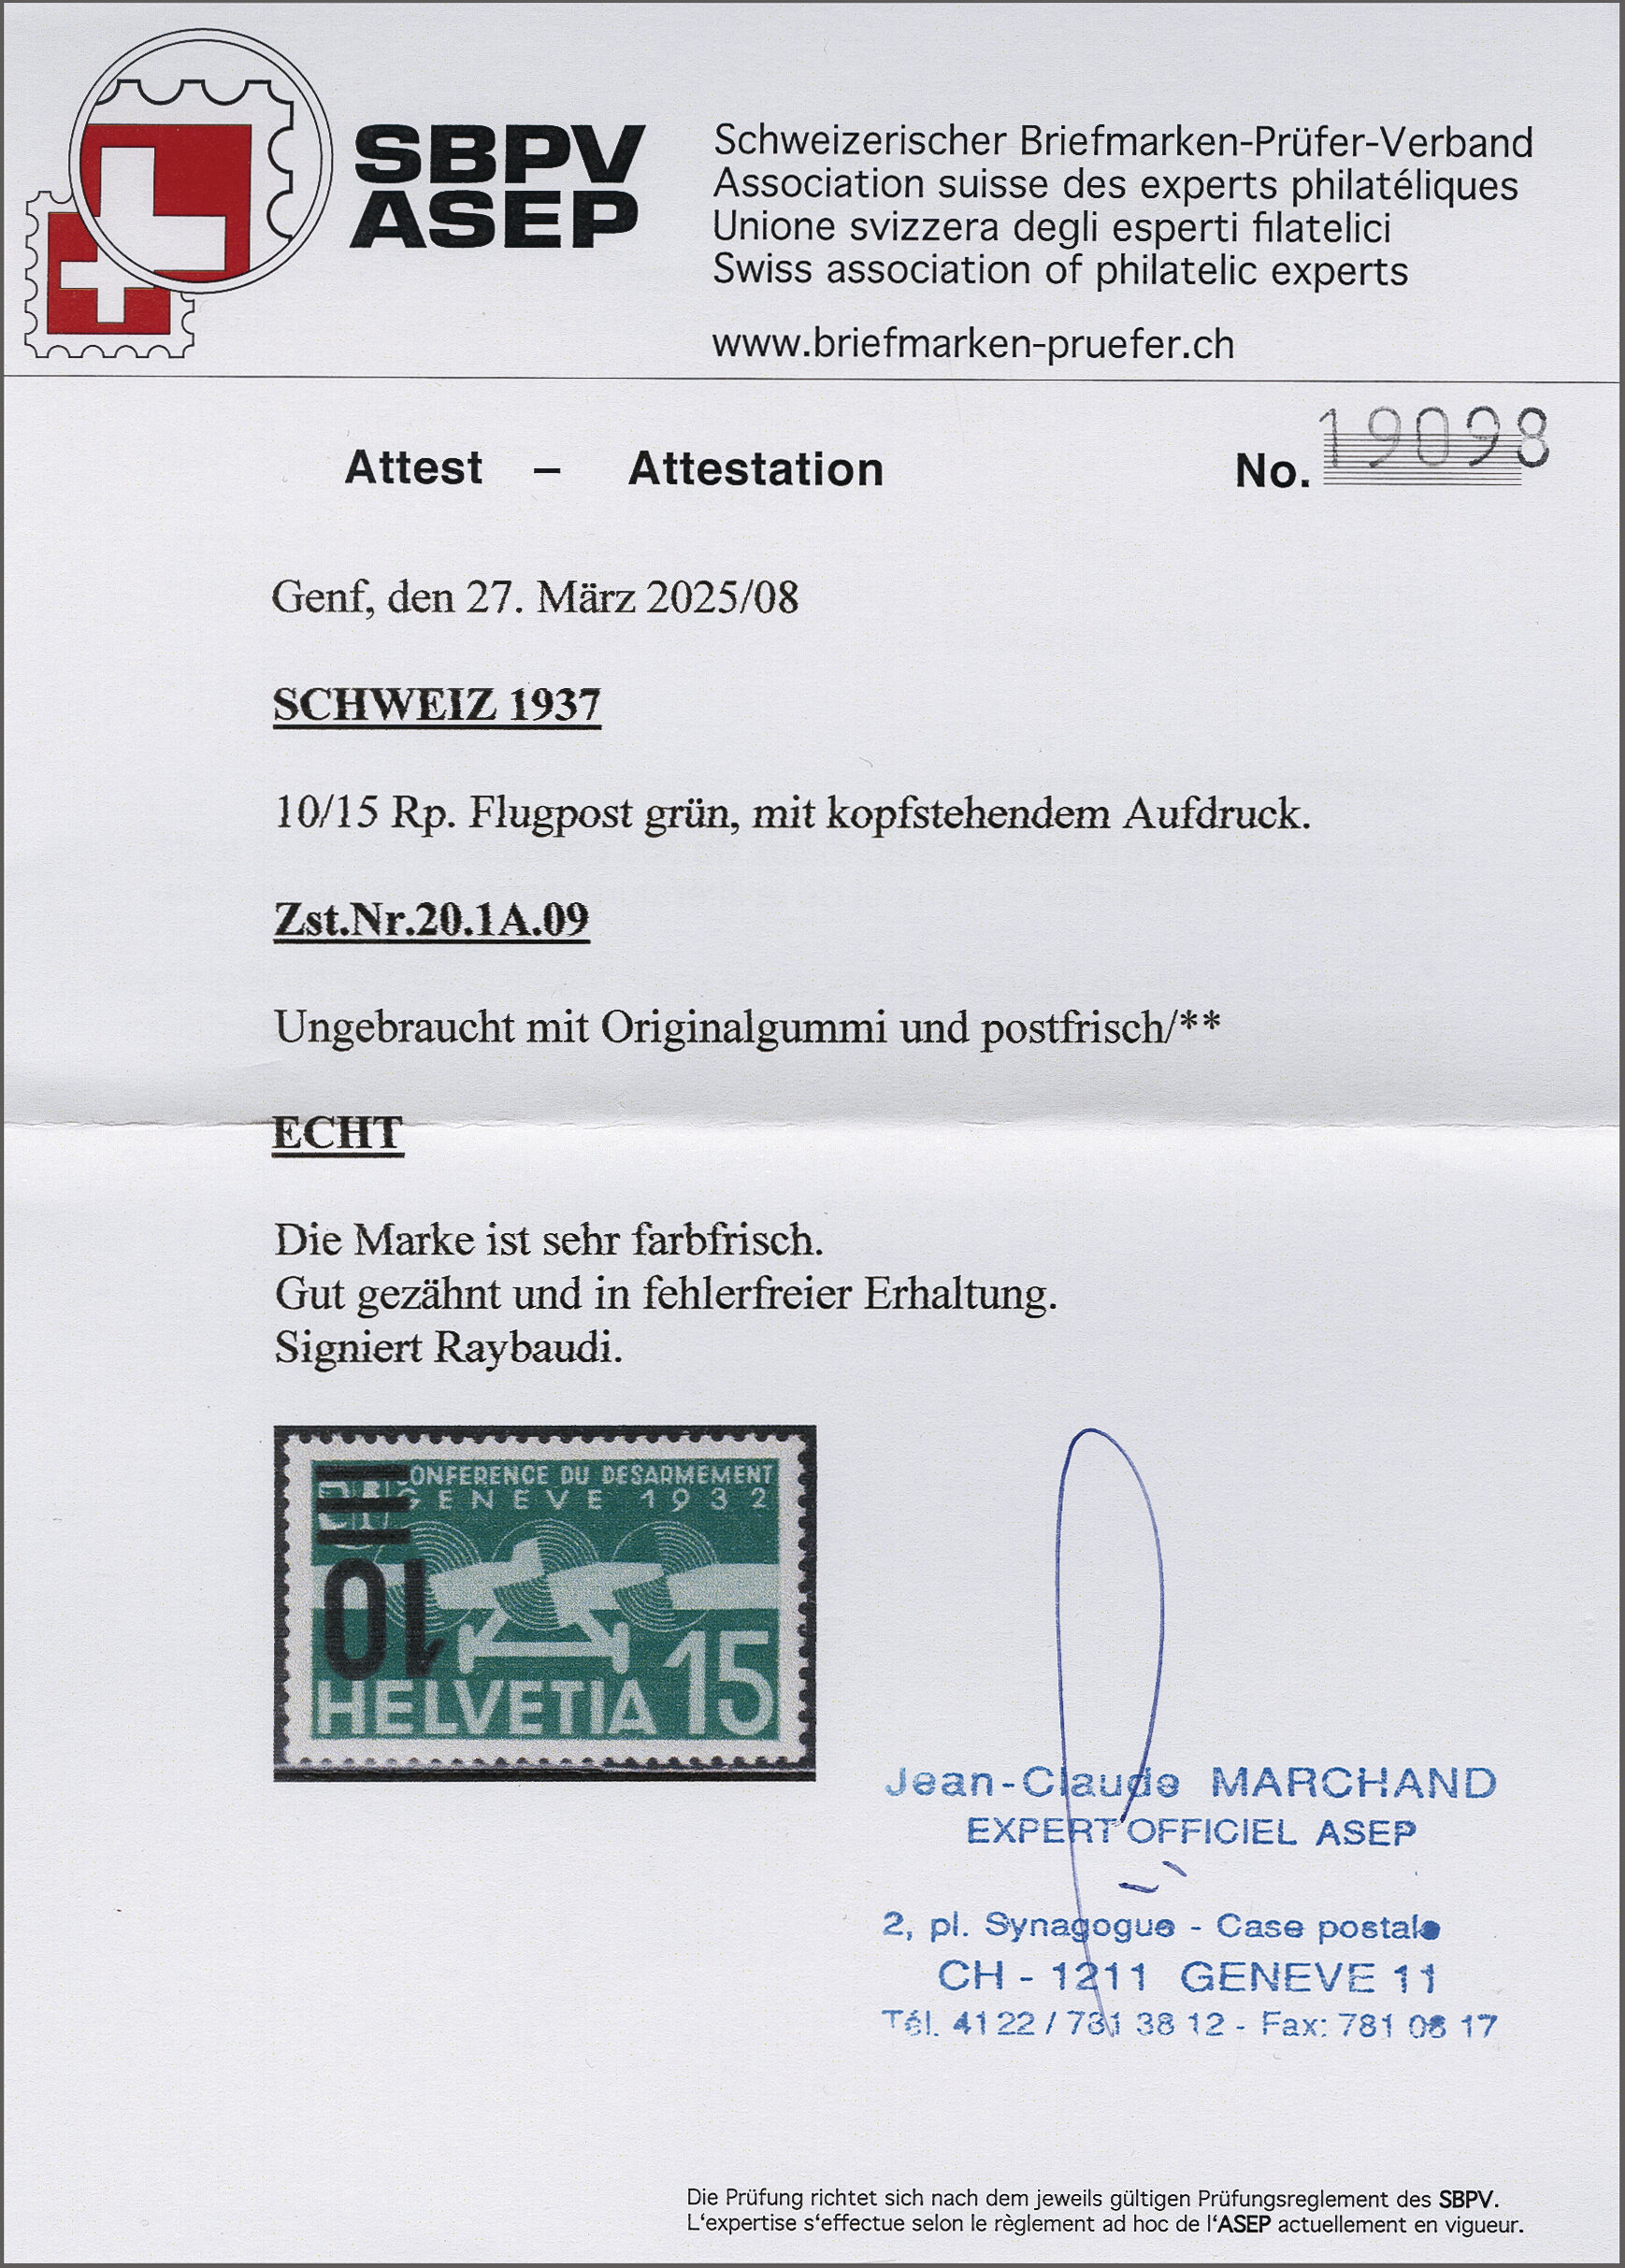 SBPV
ASEP
Schweizerischer Briefmarken-Prüfer-Verband
Association suisse des experts philatéliques
Unione svizzera degli esperti filatelici
Swiss association of philatelic experts
www.briefmarken-pruefer.ch
Attest – Attestation No. 19098
Genf, den 27. März 2025/08
SCHWEIZ 1937
10/15 Rp. Flugpost grün, mit kopfstehendem Aufdruck.
Zst.Nr.20.1A.09
Ungebraucht mit Originalgummi und postfrisch/**
ECHT
Die Marke ist sehr farbfrisch.
Gut gezähnt und in fehlerfreier Erhaltung.
Signiert Raybaudi.
CONFERENCE DU DESARMEMENT
GENEVE 1932
10
HELVETIA 15
Jean-Claude MARCHAND
EXPERT OFFICIEL ASEP
2, pl. Synagogue - Case postale
CH - 1211 GENEVE 11
Tél. 41 22 / 781 38 12 - Fax: 781 08 17
Die Prüfung richtet sich nach dem jeweils gültigen Prüfungsreglement des SBPV.
L'expertise s'effectue selon le règlement ad hoc de l'ASEP actuellement en vigueur.